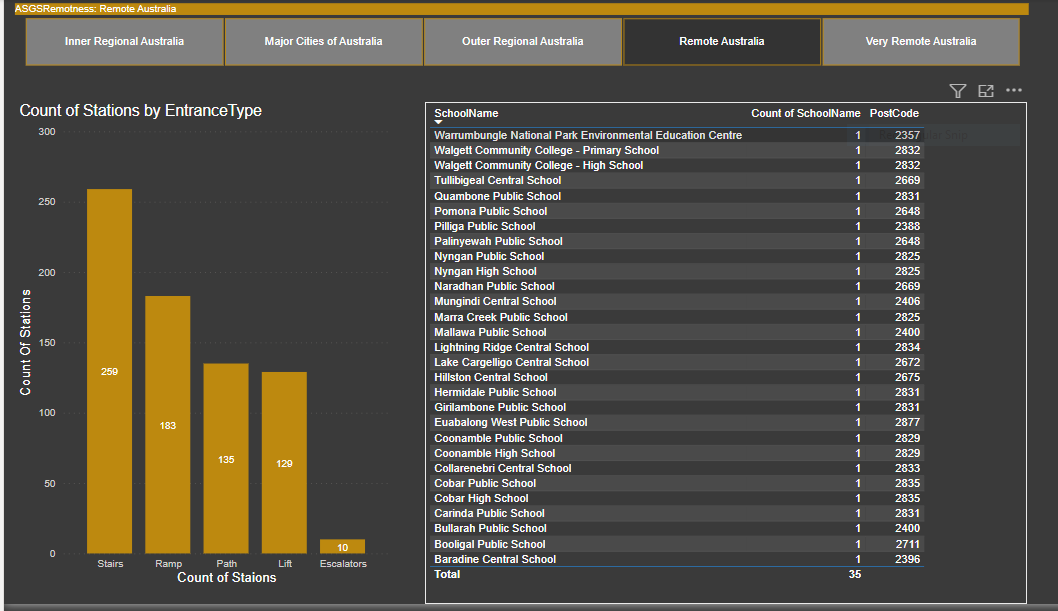 ASGSRemotness: Remote Australia
Inner Regional Australia
Major Cities of Australia
Outer Regional Australia
Remote Australia
Very Remote Australia
Count of Stations by EntranceType
300
250
200
150
100
50
0
Count Of Stations
259
183
135
129
10
Stairs
Ramp
Path
Lift
Escalators
Count of Staions
SchoolName Count of SchoolName PostCode
Warrumbungle National Park Environmental Education Centre 1 2357
Walgett Community College - Primary School 1 2832
Walgett Community College - High School 1 2832
Tullibigeal Central School 1 2669
Quambone Public School 1 2831
Pomona Public School 1 2648
Pilliga Public School 1 2388
Palinyewah Public School 1 2648
Nyngan Public School 1 2825
Nyngan High School 1 2825
Naradhan Public School 1 2669
Mungindi Central School 1 2406
Marra Creek Public School 1 2825
Mallawa Public School 1 2400
Lightning Ridge Central School 1 2834
Lake Cargelligo Central School 1 2672
Hillston Central School 1 2675
Hermidale Public School 1 2831
Girilambone Public School 1 2831
Euabalong West Public School 1 2877
Coonamble Public School 1 2829
Coonamble High School 1 2829
Collarenebri Central School 1 2833
Cobar Public School 1 2835
Cobar High School 1 2835
Carinda Public School 1 2831
Bullarah Public School 1 2400
Booligal Public School 1 2711
Baradine Central School 1 2396
Total 35